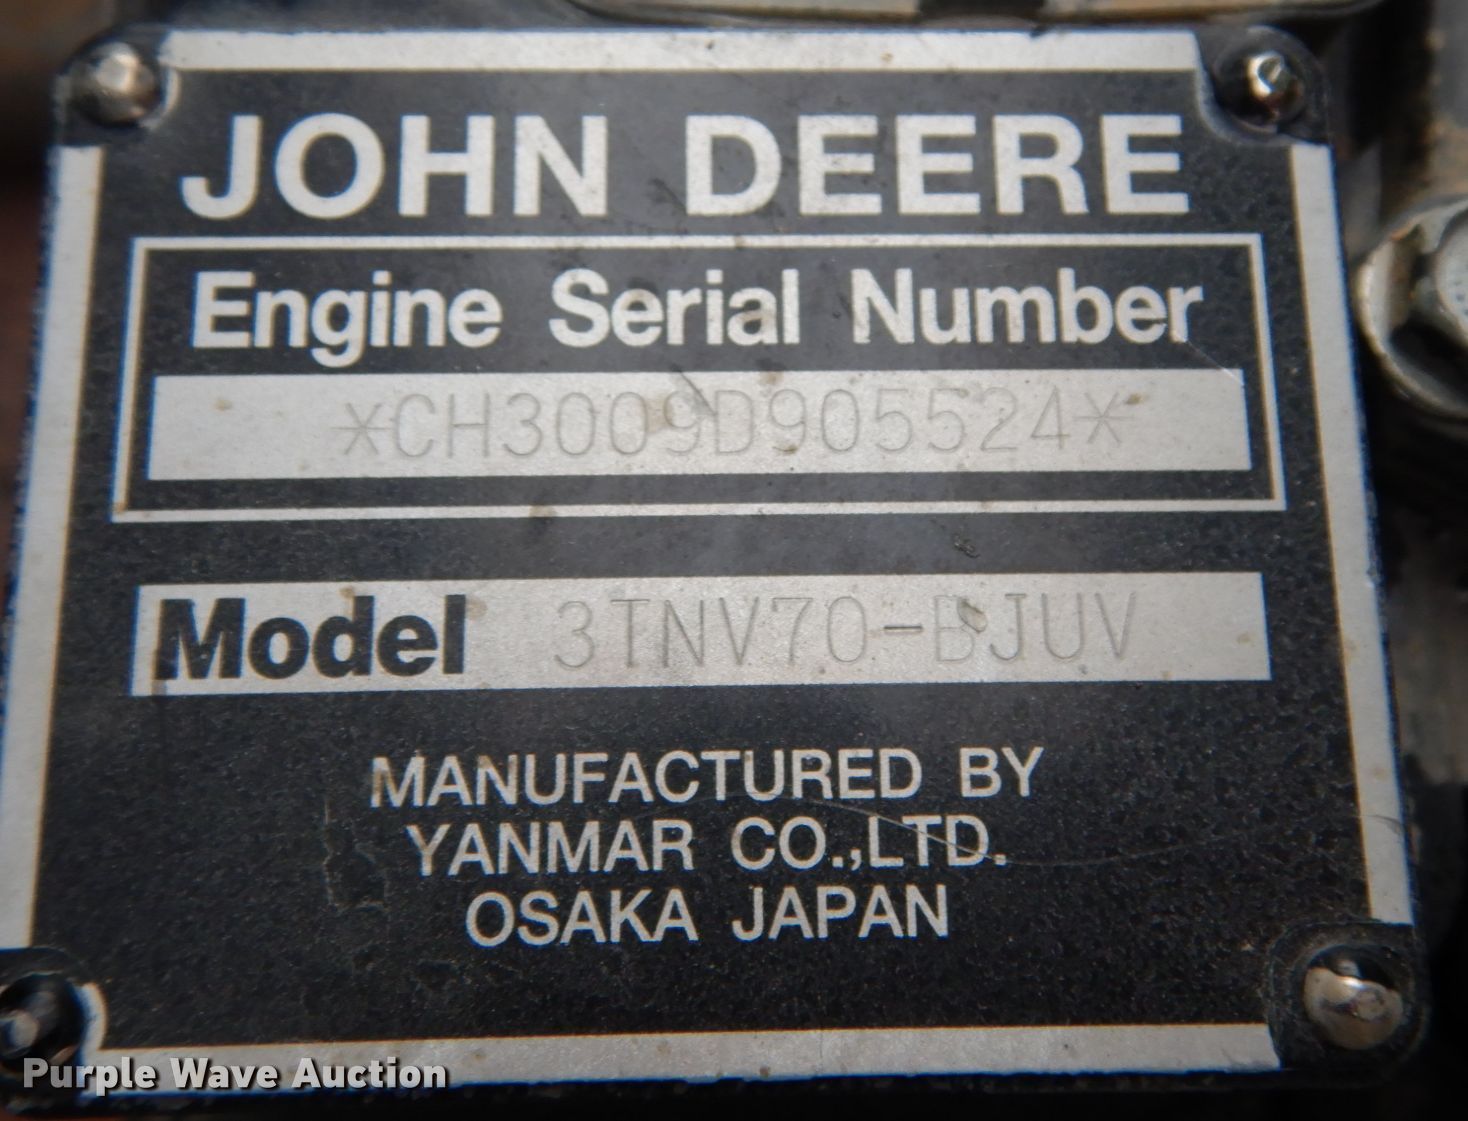 JOHN DEERE
Engine Serial Number
*CH3009D905524*
Model 3TNV70-BJUV
MANUFACTURED BY
YANMAR CO.,LTD.
OSAKA JAPAN
Purple Wave Auction